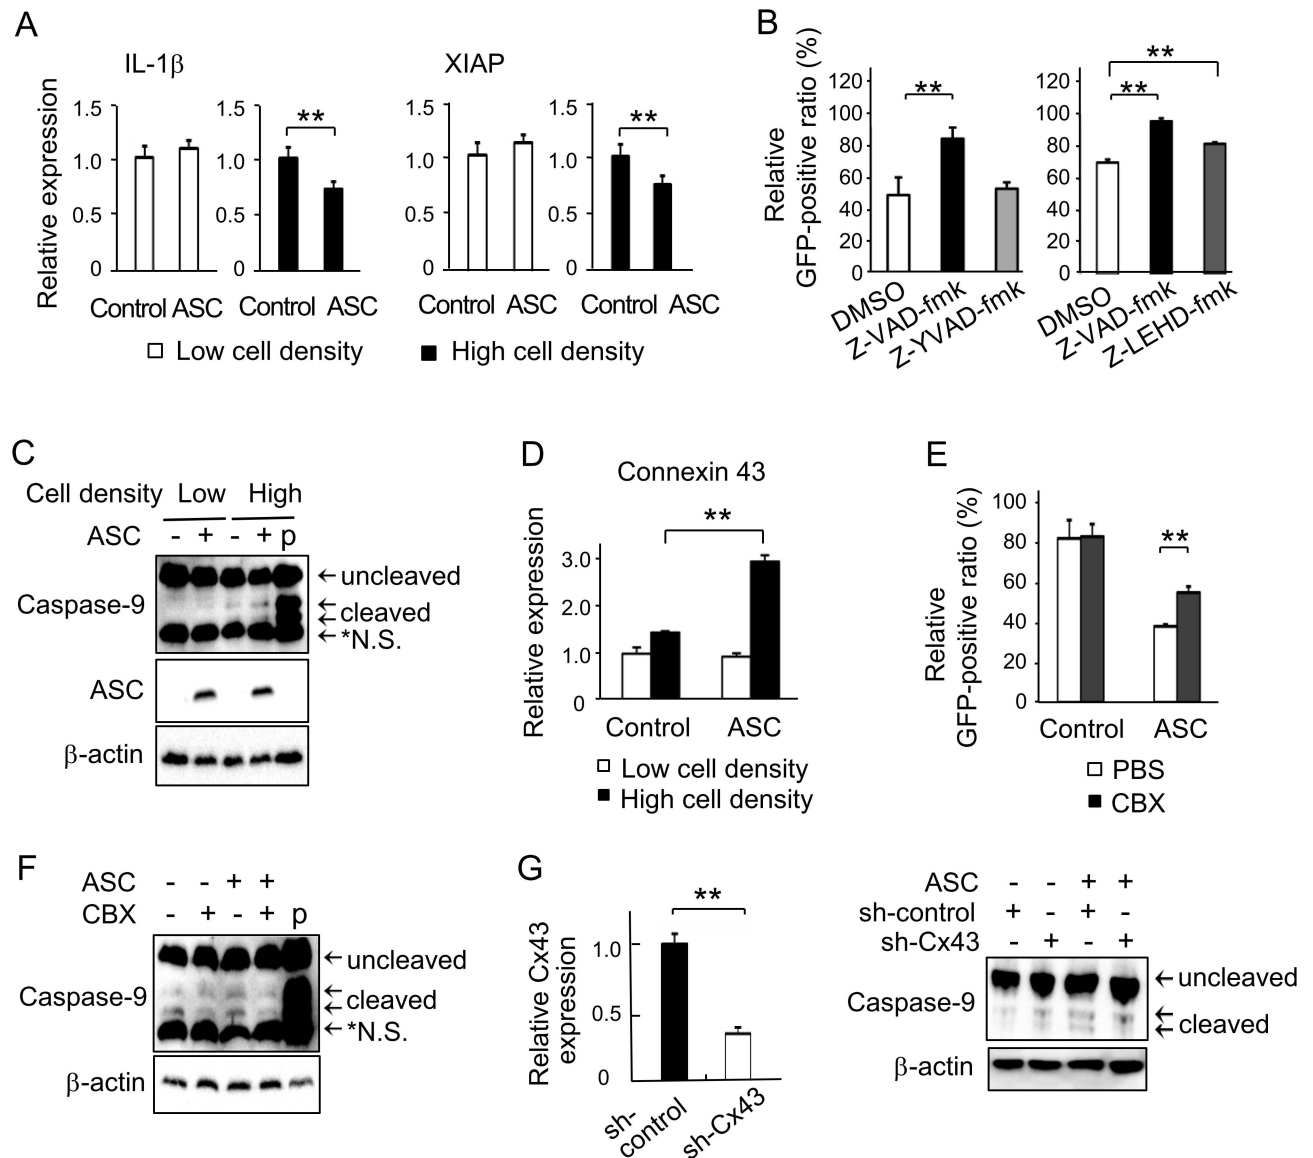 A
IL-1β
XIAP
Relative expression
1.5
1.0
0.5
0
**
1.5
1.0
0.5
0
1.5
1.0
0.5
0
**
1.5
1.0
0.5
0
Control ASC
Control ASC
Control ASC
Control ASC
Low cell density
High cell density
B
Relative
GFP-positive ratio (%)
120
100
80
60
40
20
0
**
DMSO
Z-VAD-fmk
Z-YVAD-fmk
120
100
80
60
40
20
0
**
**
DMSO
Z-VAD-fmk
Z-LEHD-fmk
C
Cell density Low High
ASC - + - + p
Caspase-9
←uncleaved
← cleaved
←
←*N.S.
ASC
β-actin
D
Connexin 43
Relative expression
3.0
2.0
1.0
0
**
Control ASC
Low cell density
High cell density
E
Relative
GFP-positive ratio (%)
100
80
60
40
20
0
**
Control ASC
PBS
CBX
F
ASC - - + +
CBX - + - + p
Caspase-9
←uncleaved
← cleaved
←
←*N.S.
β-actin
G
Relative Cx43
expression
1.0
0.5
0
**
sh-
control
sh-Cx43
ASC - - + +
sh-control + - + -
sh-Cx43 - + - +
Caspase-9
←uncleaved
←
← cleaved
β-actin